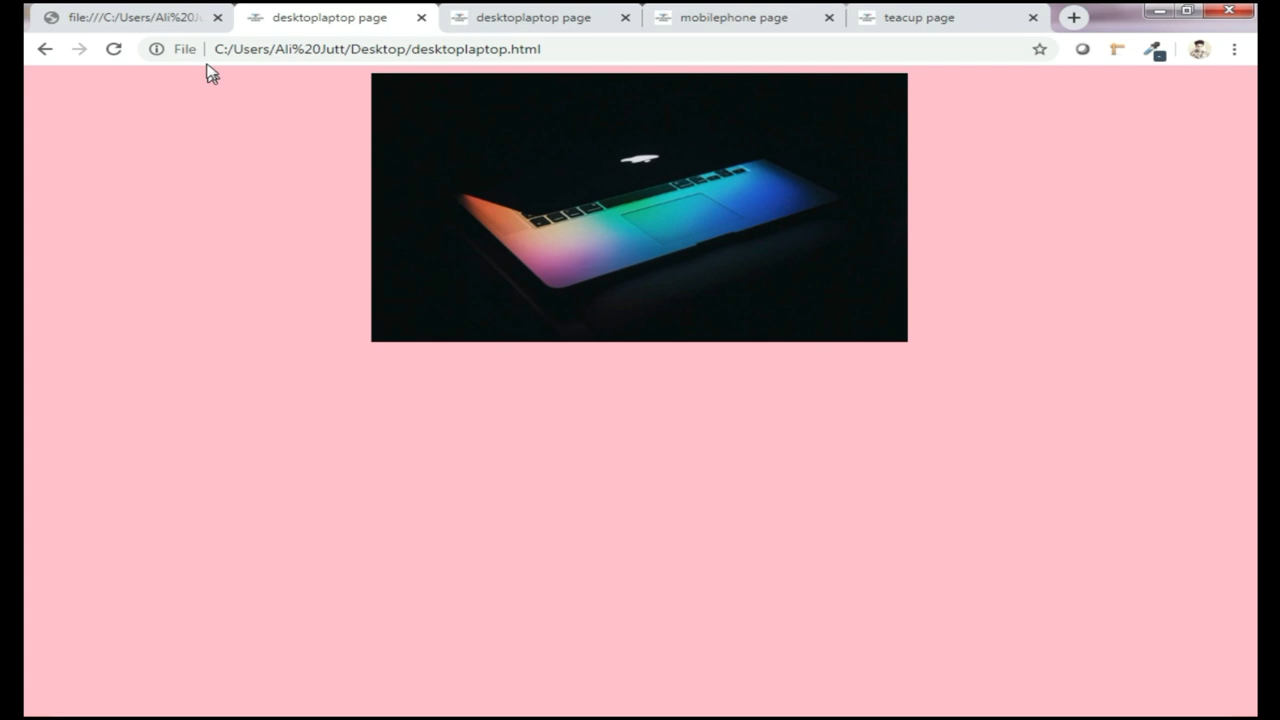 file:///C:/Users/Ali%20J
desktoplaptop page
desktoplaptop page
mobilephone page
teacup page
File
C:/Users/Ali%20Jutt/Desktop/desktoplaptop.html